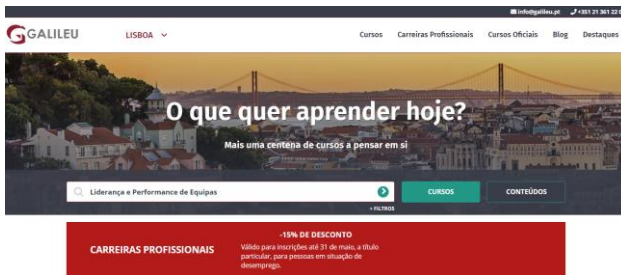 info@galileu.pt +351 21 361 22
GALILEU
LISBOA
Cursos Carreiras Profissionais Cursos Oficiais Blog Destaques
O que quer aprender hoje?
Mais uma centena de cursos a pensar em si
Liderança e Performance de Equipas
CURSOS
CONTEÚDOS
+ FILTROS
CARREIRAS PROFISSIONAIS
-15% DE DESCONTO
Válido para inscrições até 31 de maio, a título
particular, para pessoas em situação de
desemprego.